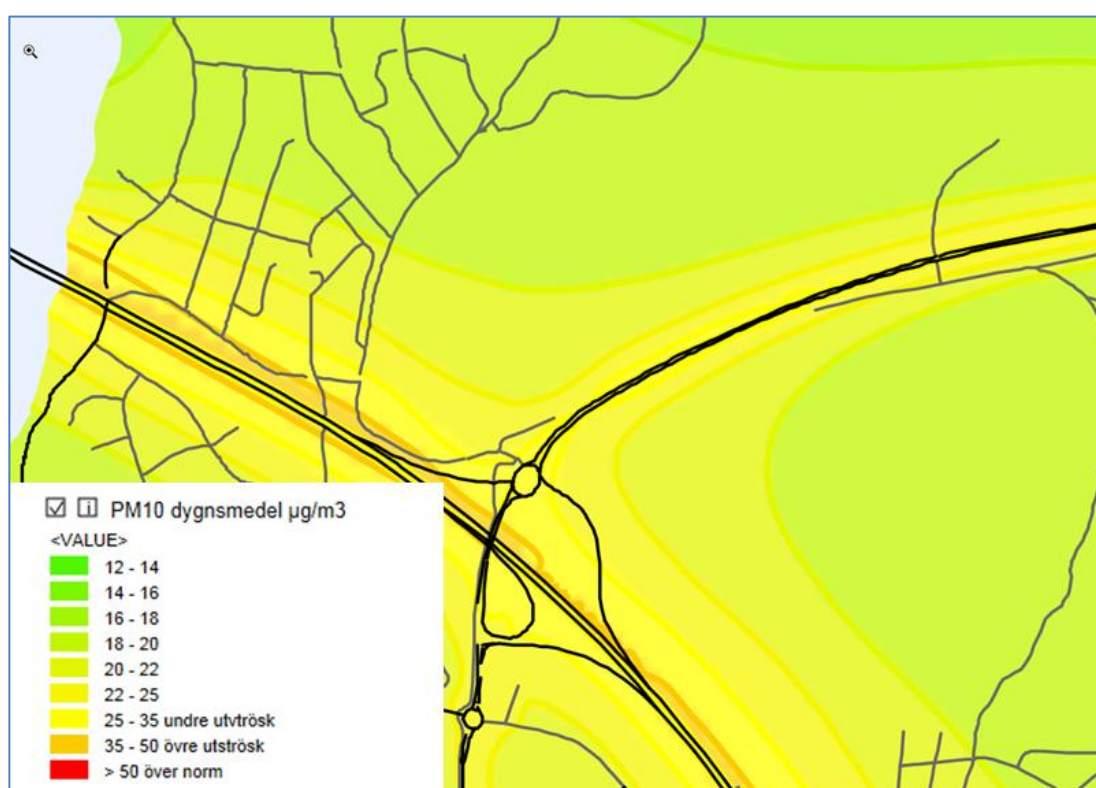 PM10 dygnsmedel µg/m3
<VALUE>
12 - 14
14 - 16
16 - 18
18 - 20
20 - 22
22 - 25
25 - 35 undre utvtrösk
35 - 50 övre utströsk
> 50 över norm